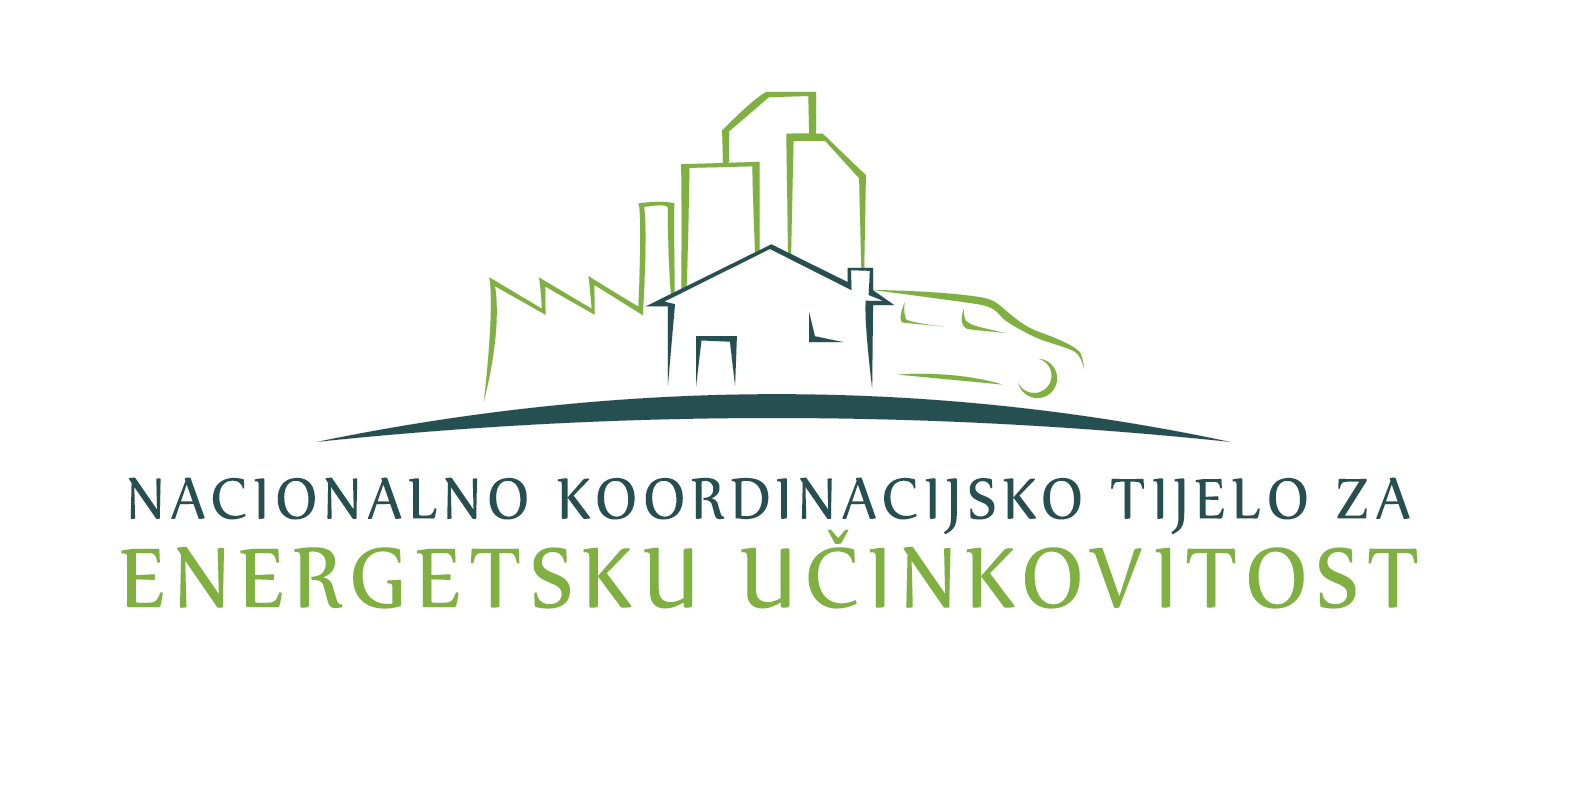 NACIONALNO KOORDINACIJSKO TIJELO ZA
ENERGETSKU UČINKOVITOST